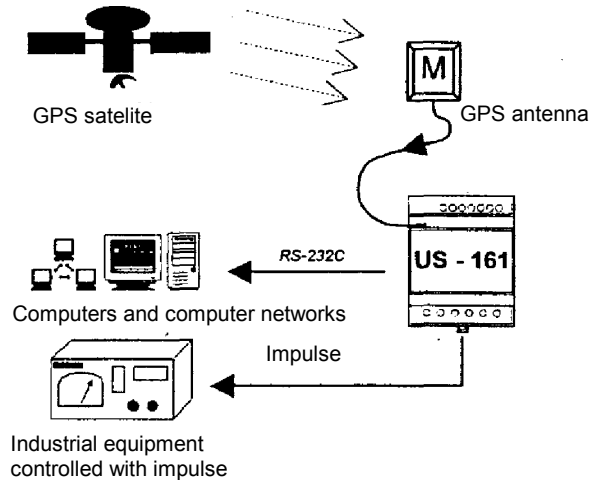 M
GPS satelite
GPS antenna
RS-232C
US - 161
Computers and computer networks
Impulse
Industrial equipment
controlled with impulse